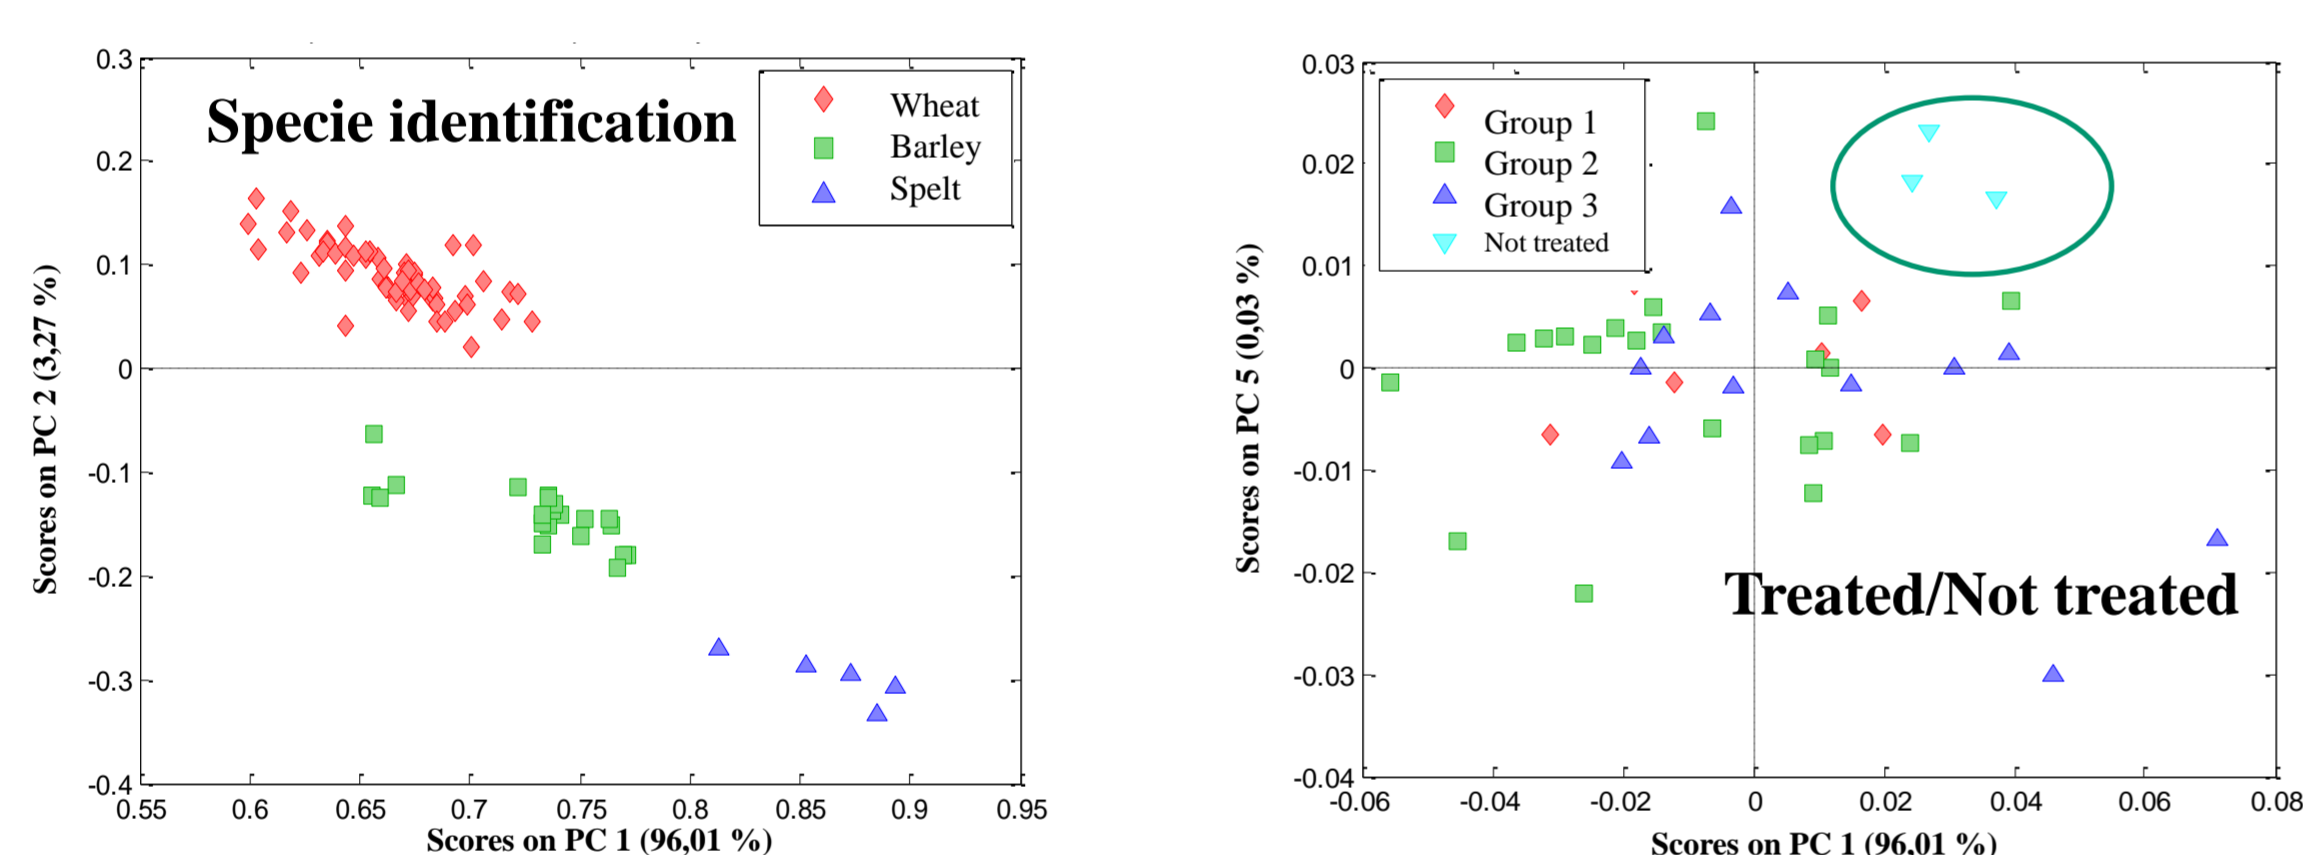 Specie identification
Wheat
Barley
Spelt
0.3
0.2
0.1
0
-0.1
-0.2
-0.3
-0.4
0.55 0.6 0.65 0.7 0.75 0.8 0.85 0.9 0.95
Scores on PC 1 (96,01 %)
Scores on PC 2 (3,27 %)
Group 1
Group 2
Group 3
Not treated
Treated/Not treated
0.03
0.02
0.01
0
-0.01
-0.02
-0.03
-0.04
-0.06 -0.04 -0.02 0 0.02 0.04 0.06 0.08
Scores on PC 1 (96,01 %)
Scores on PC 5 (0,03 %)